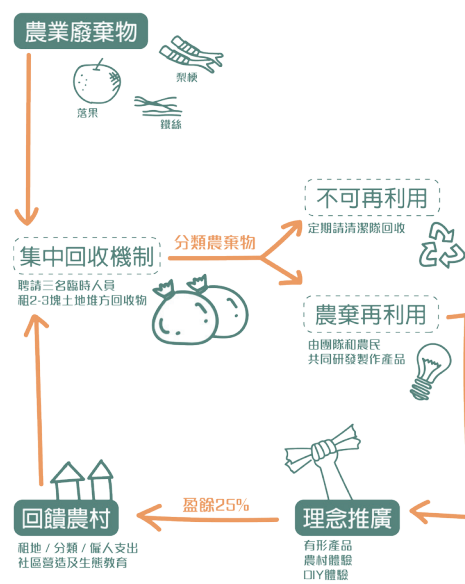 農業廢棄物
梨梗
落果
鐵絲
不可再利用
定期請清潔隊回收
分類農棄物
集中回收機制
聘請三名臨時人員
租2-3塊土地堆方回收物
農棄再利用
由團隊和農民
共同研發製作產品
盈餘25%
回饋農村
租地 / 分類 / 僱人支出
社區營造及生態教育
理念推廣
有形產品
農村體驗
DIY體驗